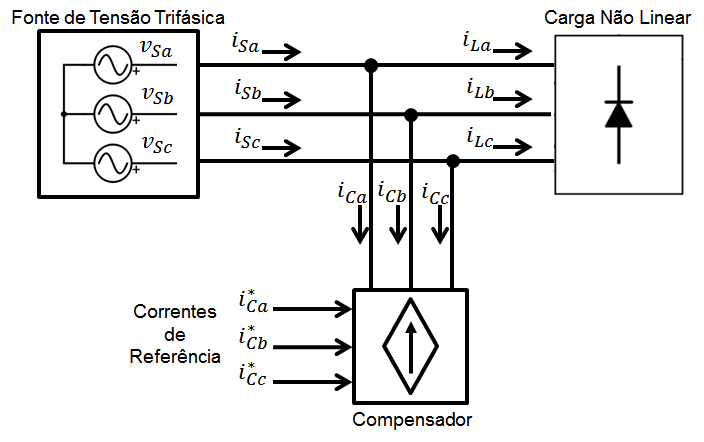 Fonte de Tensão Trifásica
Carga Não Linear
v_Sa
v_Sb
v_Sc
+
+
+
i_Sa
i_Sb
i_Sc
i_La
i_Lb
i_Lc
i_Ca
i_Cb
i_Cc
Correntes
de
Referência
i*_Ca
i*_Cb
i*_Cc
Compensador